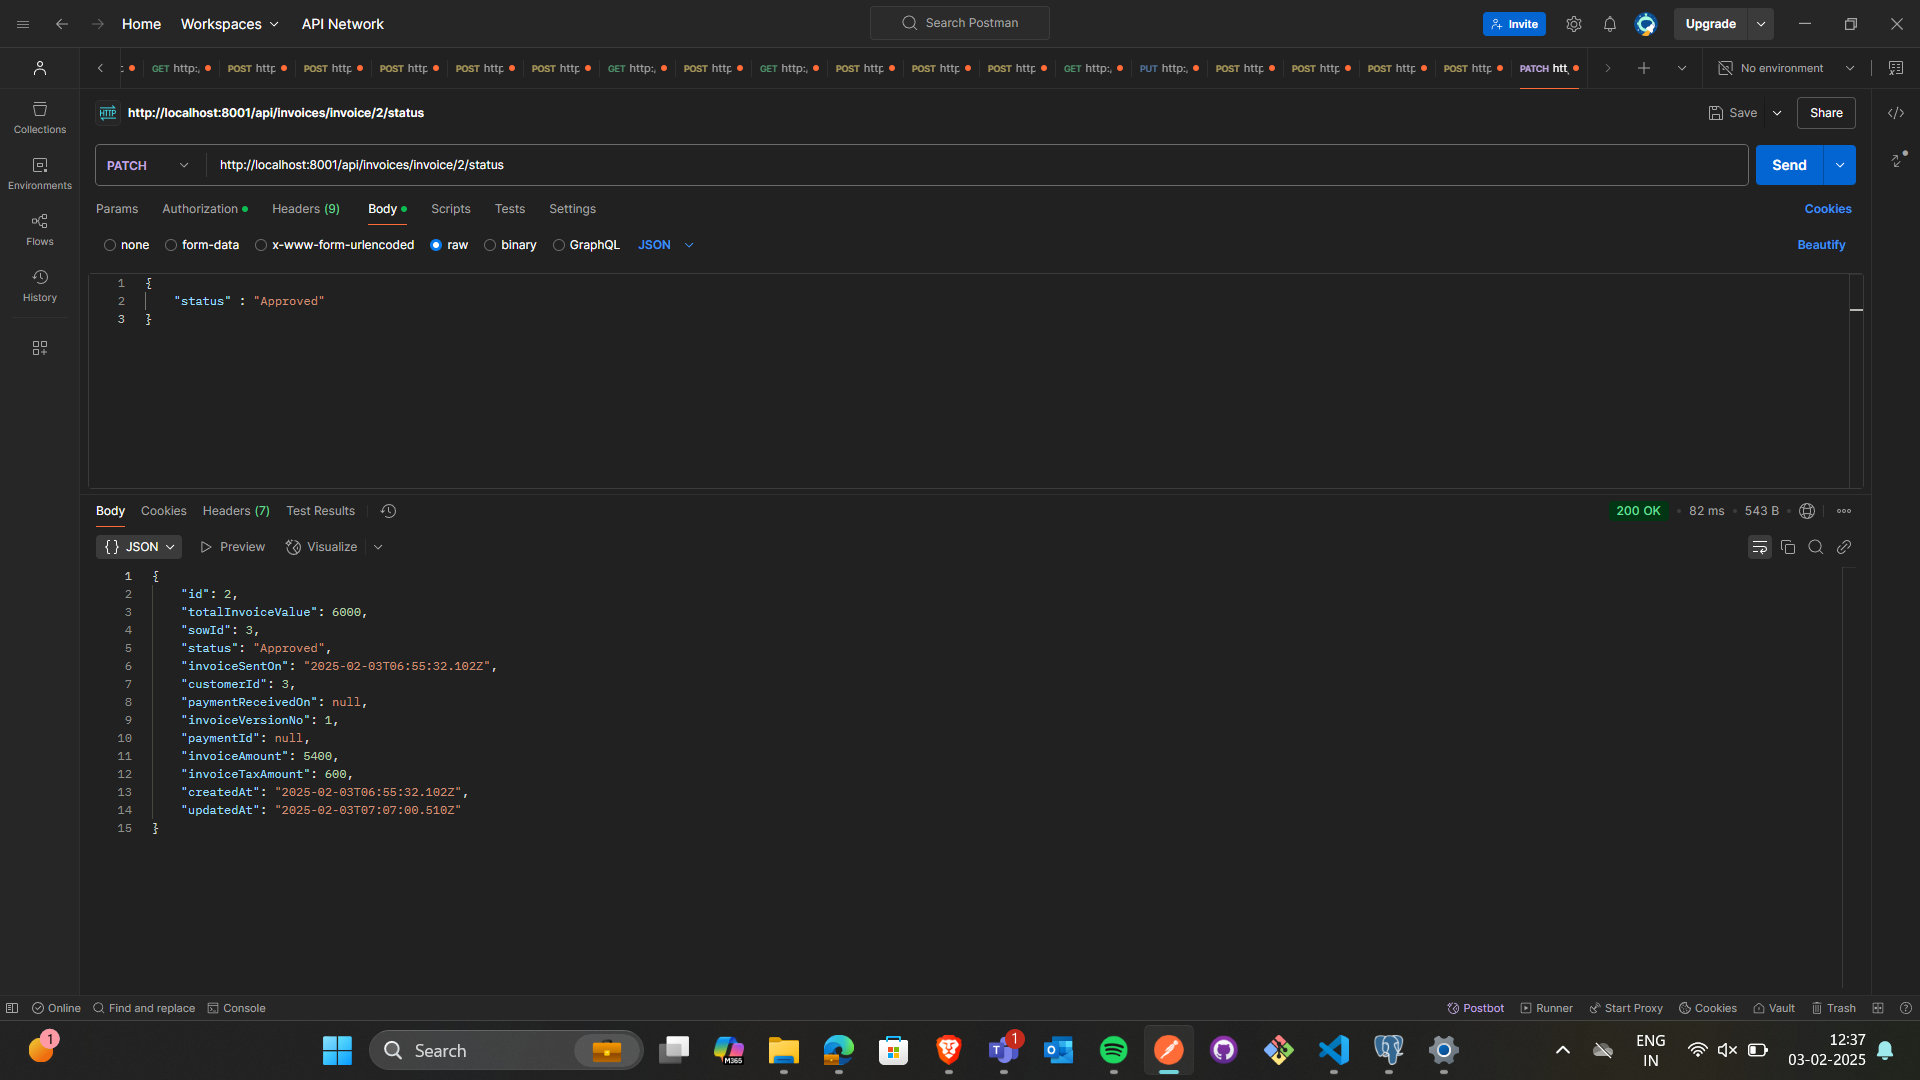 Home Workspaces API Network Search Postman Invite Upgrade
GET http:, POST http POST http POST http POST http POST http GET http:, POST http GET http:, POST http POST http POST http GET http:, PUT http:, POST http POST http POST http POST http PATCH htt, No environment
HTTP http://localhost:8001/api/invoices/invoice/2/status Save Share
Collections
PATCH http://localhost:8001/api/invoices/invoice/2/status Send
Environments
Params Authorization Headers (9) Body Scripts Tests Settings Cookies
Flows
none form-data x-www-form-urlencoded raw binary GraphQL JSON Beautify
History
1 {
2 "status" : "Approved"
3 }
Body Cookies Headers (7) Test Results 200 OK • 82 ms • 543 B
{} JSON Preview Visualize
1 {
2 "id": 2,
3 "totalInvoiceValue": 6000,
4 "sowId": 3,
5 "status": "Approved",
6 "invoiceSentOn": "2025-02-03T06:55:32.102Z",
7 "customerId": 3,
8 "paymentReceivedOn": null,
9 "invoiceVersionNo": 1,
10 "paymentId": null,
11 "invoiceAmount": 5400,
12 "invoiceTaxAmount": 600,
13 "createdAt": "2025-02-03T06:55:32.102Z",
14 "updatedAt": "2025-02-03T07:07:00.510Z"
15 }
Online Find and replace Console Postbot Runner Start Proxy Cookies Vault Trash
1 Search M365 1 ENG 12:37
IN 03-02-2025